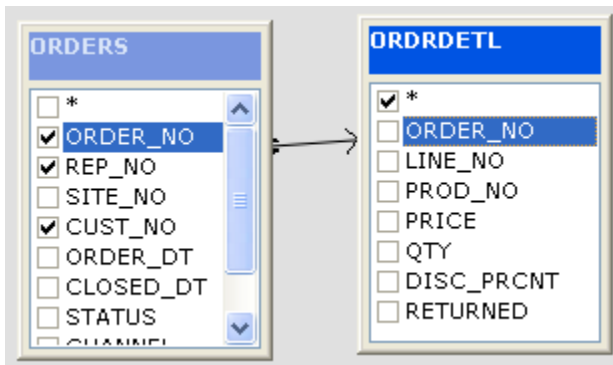 ORDERS
*
ORDER_NO
REP_NO
SITE_NO
CUST_NO
ORDER_DT
CLOSED_DT
STATUS
ORDRDETL
*
ORDER_NO
LINE_NO
PROD_NO
PRICE
QTY
DISC_PRCNT
RETURNED